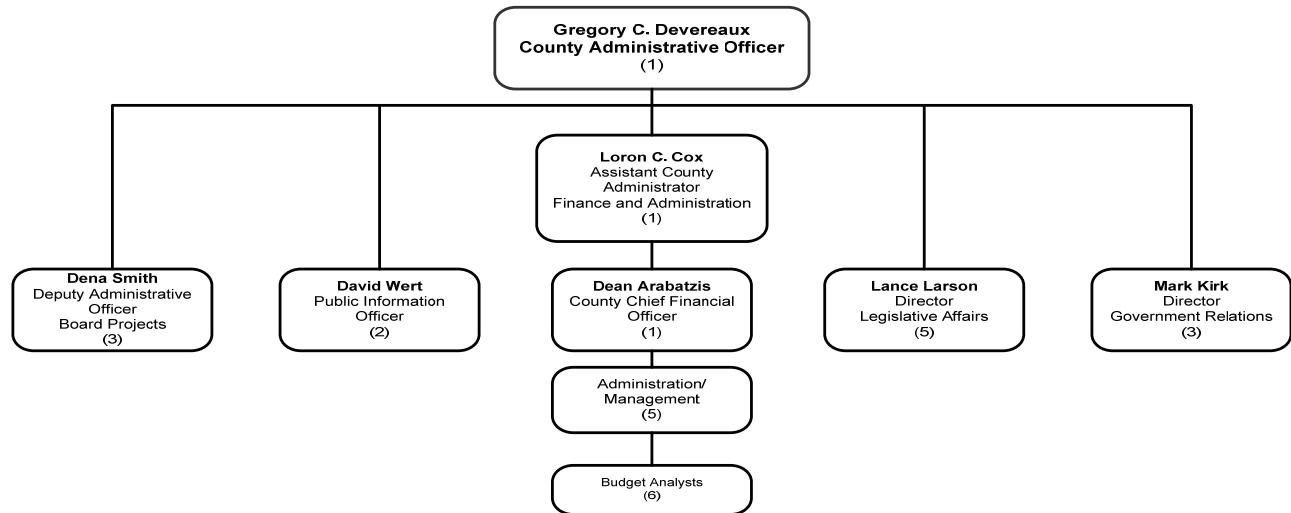 Gregory C. Devereaux
County Administrative Officer
(1)
Loron C. Cox
Assistant County
Administrator
Finance and Administration
(1)
Dena Smith
Deputy Administrative
Officer
Board Projects
(3)
David Wert
Public Information
Officer
(2)
Dean Arabatzis
County Chief Financial
Officer
(1)
Lance Larson
Director
Legislative Affairs
(5)
Mark Kirk
Director
Government Relations
(3)
Administration/
Management
(5)
Budget Analysts
(6)